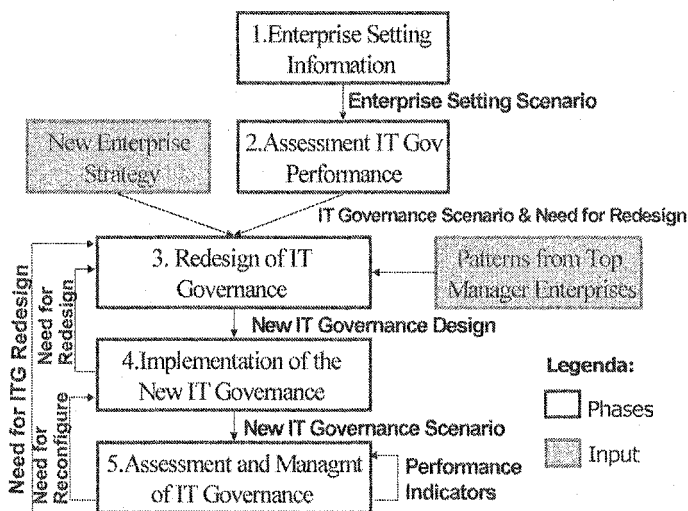 1.Enterprise Setting
Information
Enterprise Setting Scenario
New Enterprise
Strategy
2.Assessment IT Gov
Performance
IT Governance Scenario & Need for Redesign
3. Redesign of IT
Governance
Patterns from Top
Manager Enterprises
New IT Governance Design
Need for ITG Redesign
Need for
Redesign
4.Implementation of the
New IT Governance
Legenda:
Phases
Input
New IT Governance Scenario
Need for
Reconfigure
5.Assessment and Managmt
of IT Governance
Performance
Indicators